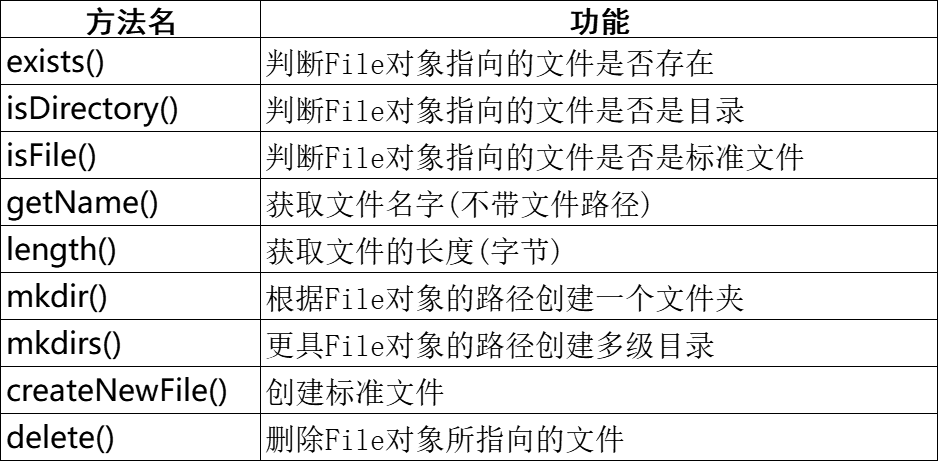 方法名 功能
exists() 判断File对象指向的文件是否存在
isDirectory() 判断File对象指向的文件是否是目录
isFile() 判断File对象指向的文件是否是标准文件
getName() 获取文件名字(不带文件路径)
length() 获取文件的长度(字节)
mkdir() 根据File对象的路径创建一个文件夹
mkdirs() 更具File对象的路径创建多级目录
createNewFile() 创建标准文件
delete() 删除File对象所指向的文件